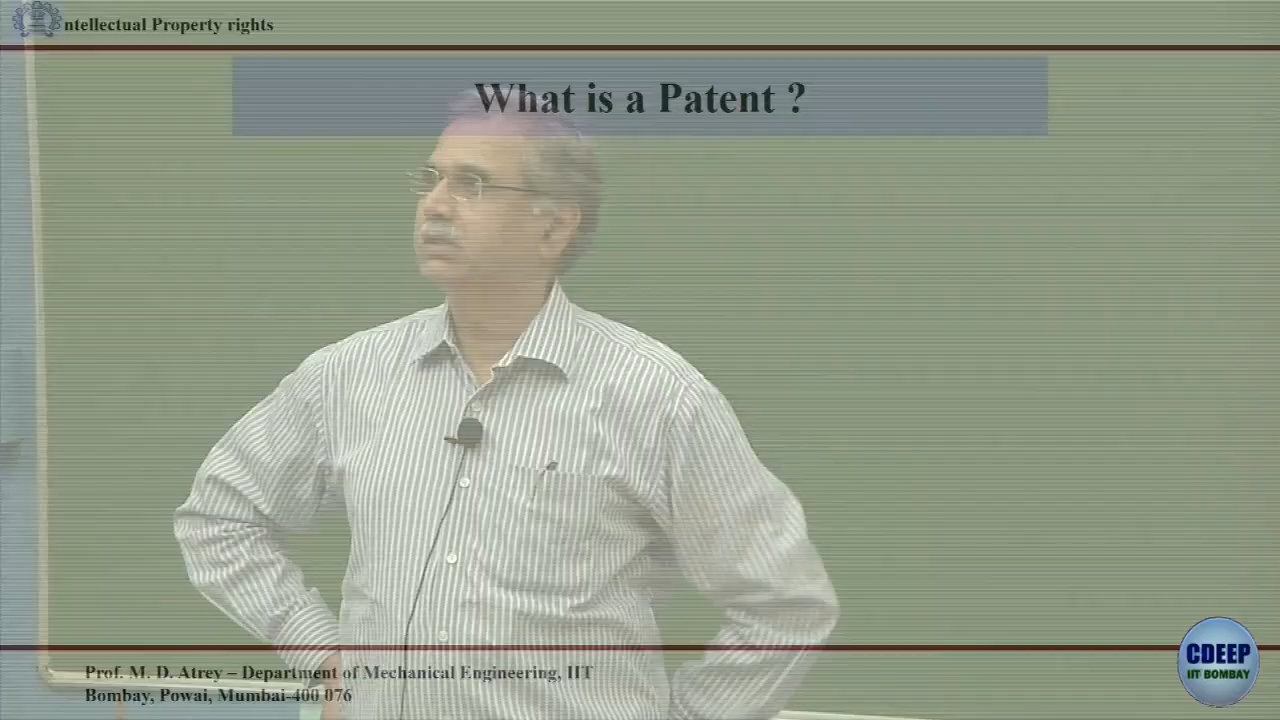 ntellectual Property rights
What is a Patent ?
Prof. M. D. Atrey – Department of Mechanical Engineering, IIT
Bombay, Powai, Mumbai-400 076
CDEEP
IIT BOMBAY